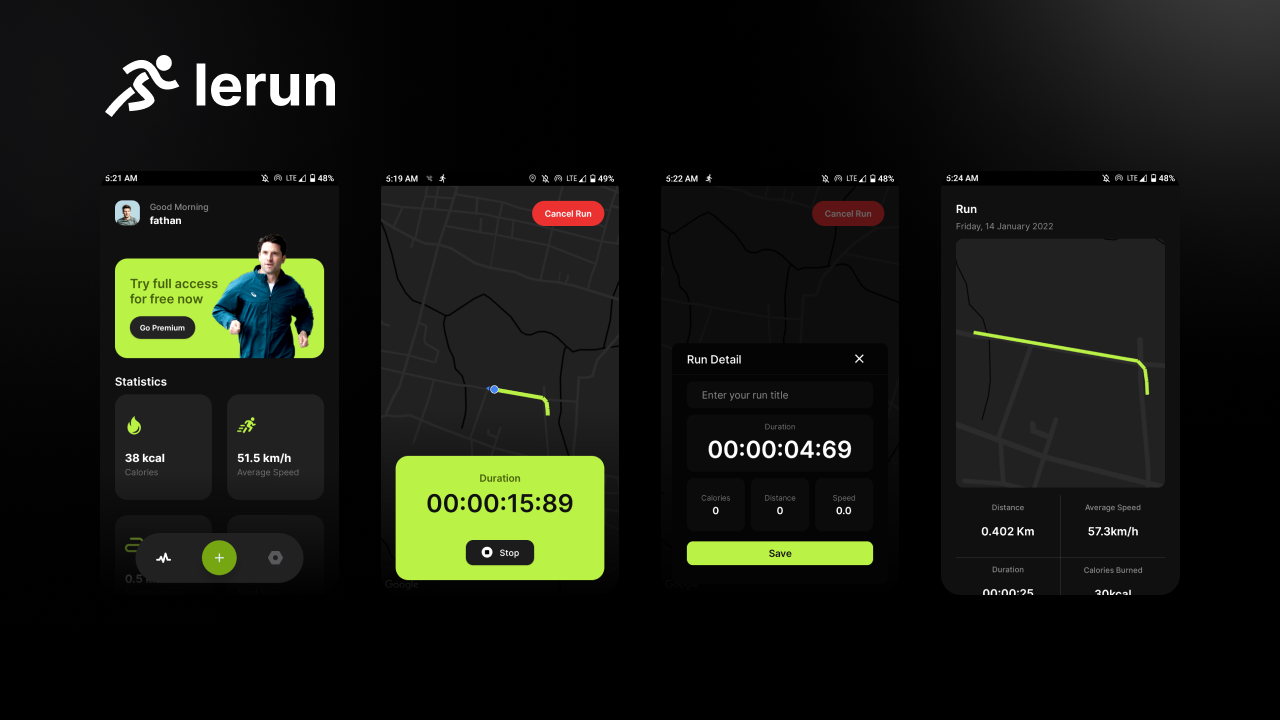 lerun
5:21 AM
LTE
48%
Good Morning
fathan
Try full access
for free now
Go Premium
Statistics
38 kcal
Calories
51.5 km/h
Average Speed
5:19 AM
LTE
49%
Cancel Run
Duration
00:00:15:89
Stop
Google
5:22 AM
LTE
48%
Cancel Run
Run Detail
Enter your run title
Duration
00:00:04:69
Calories
0
Distance
0
Speed
0.0
Save
5:24 AM
LTE
48%
Run
Friday, 14 January 2022
Distance
0.402 Km
Average Speed
57.3km/h
Duration
00:00:25
Calories Burned
30kcal